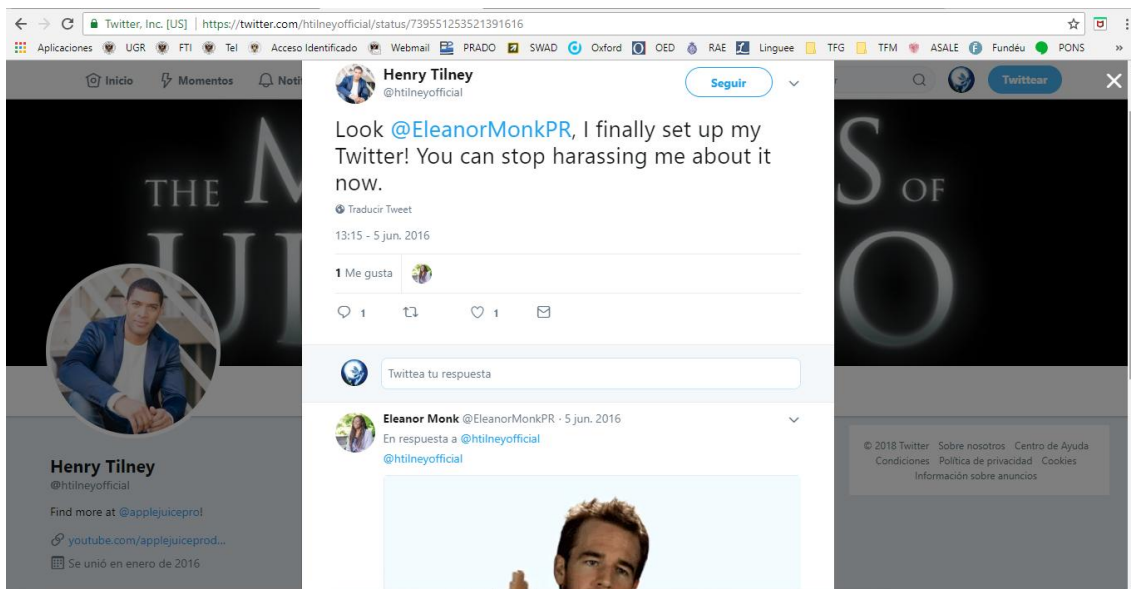 Twitter, Inc. [US] | https://twitter.com/htilneyofficial/status/739551253521391616
Aplicaciones UGR FTI Tel Acceso Identificado Webmail PRADO SWAD Oxford OED RAE Linguee TFG TFM ASALE Fundéu PONS »
Inicio Momentos Twittear
Henry Tilney
@htilneyofficial
Seguir
Look @EleanorMonkPR, I finally set up my
Twitter! You can stop harassing me about it
now.
Traducir Tweet
13:15 - 5 jun. 2016
1 Me gusta
1 1
Twittea tu respuesta
Eleanor Monk @EleanorMonkPR · 5 jun. 2016
En respuesta a @htilneyofficial
@htilneyofficial
THE
OF
Henry Tilney
@htilneyofficial
Find more at @applejuicepro!
youtube.com/applejuiceprod...
Se unió en enero de 2016
© 2018 Twitter Sobre nosotros Centro de Ayuda
Condiciones Política de privacidad Cookies
Información sobre anuncios